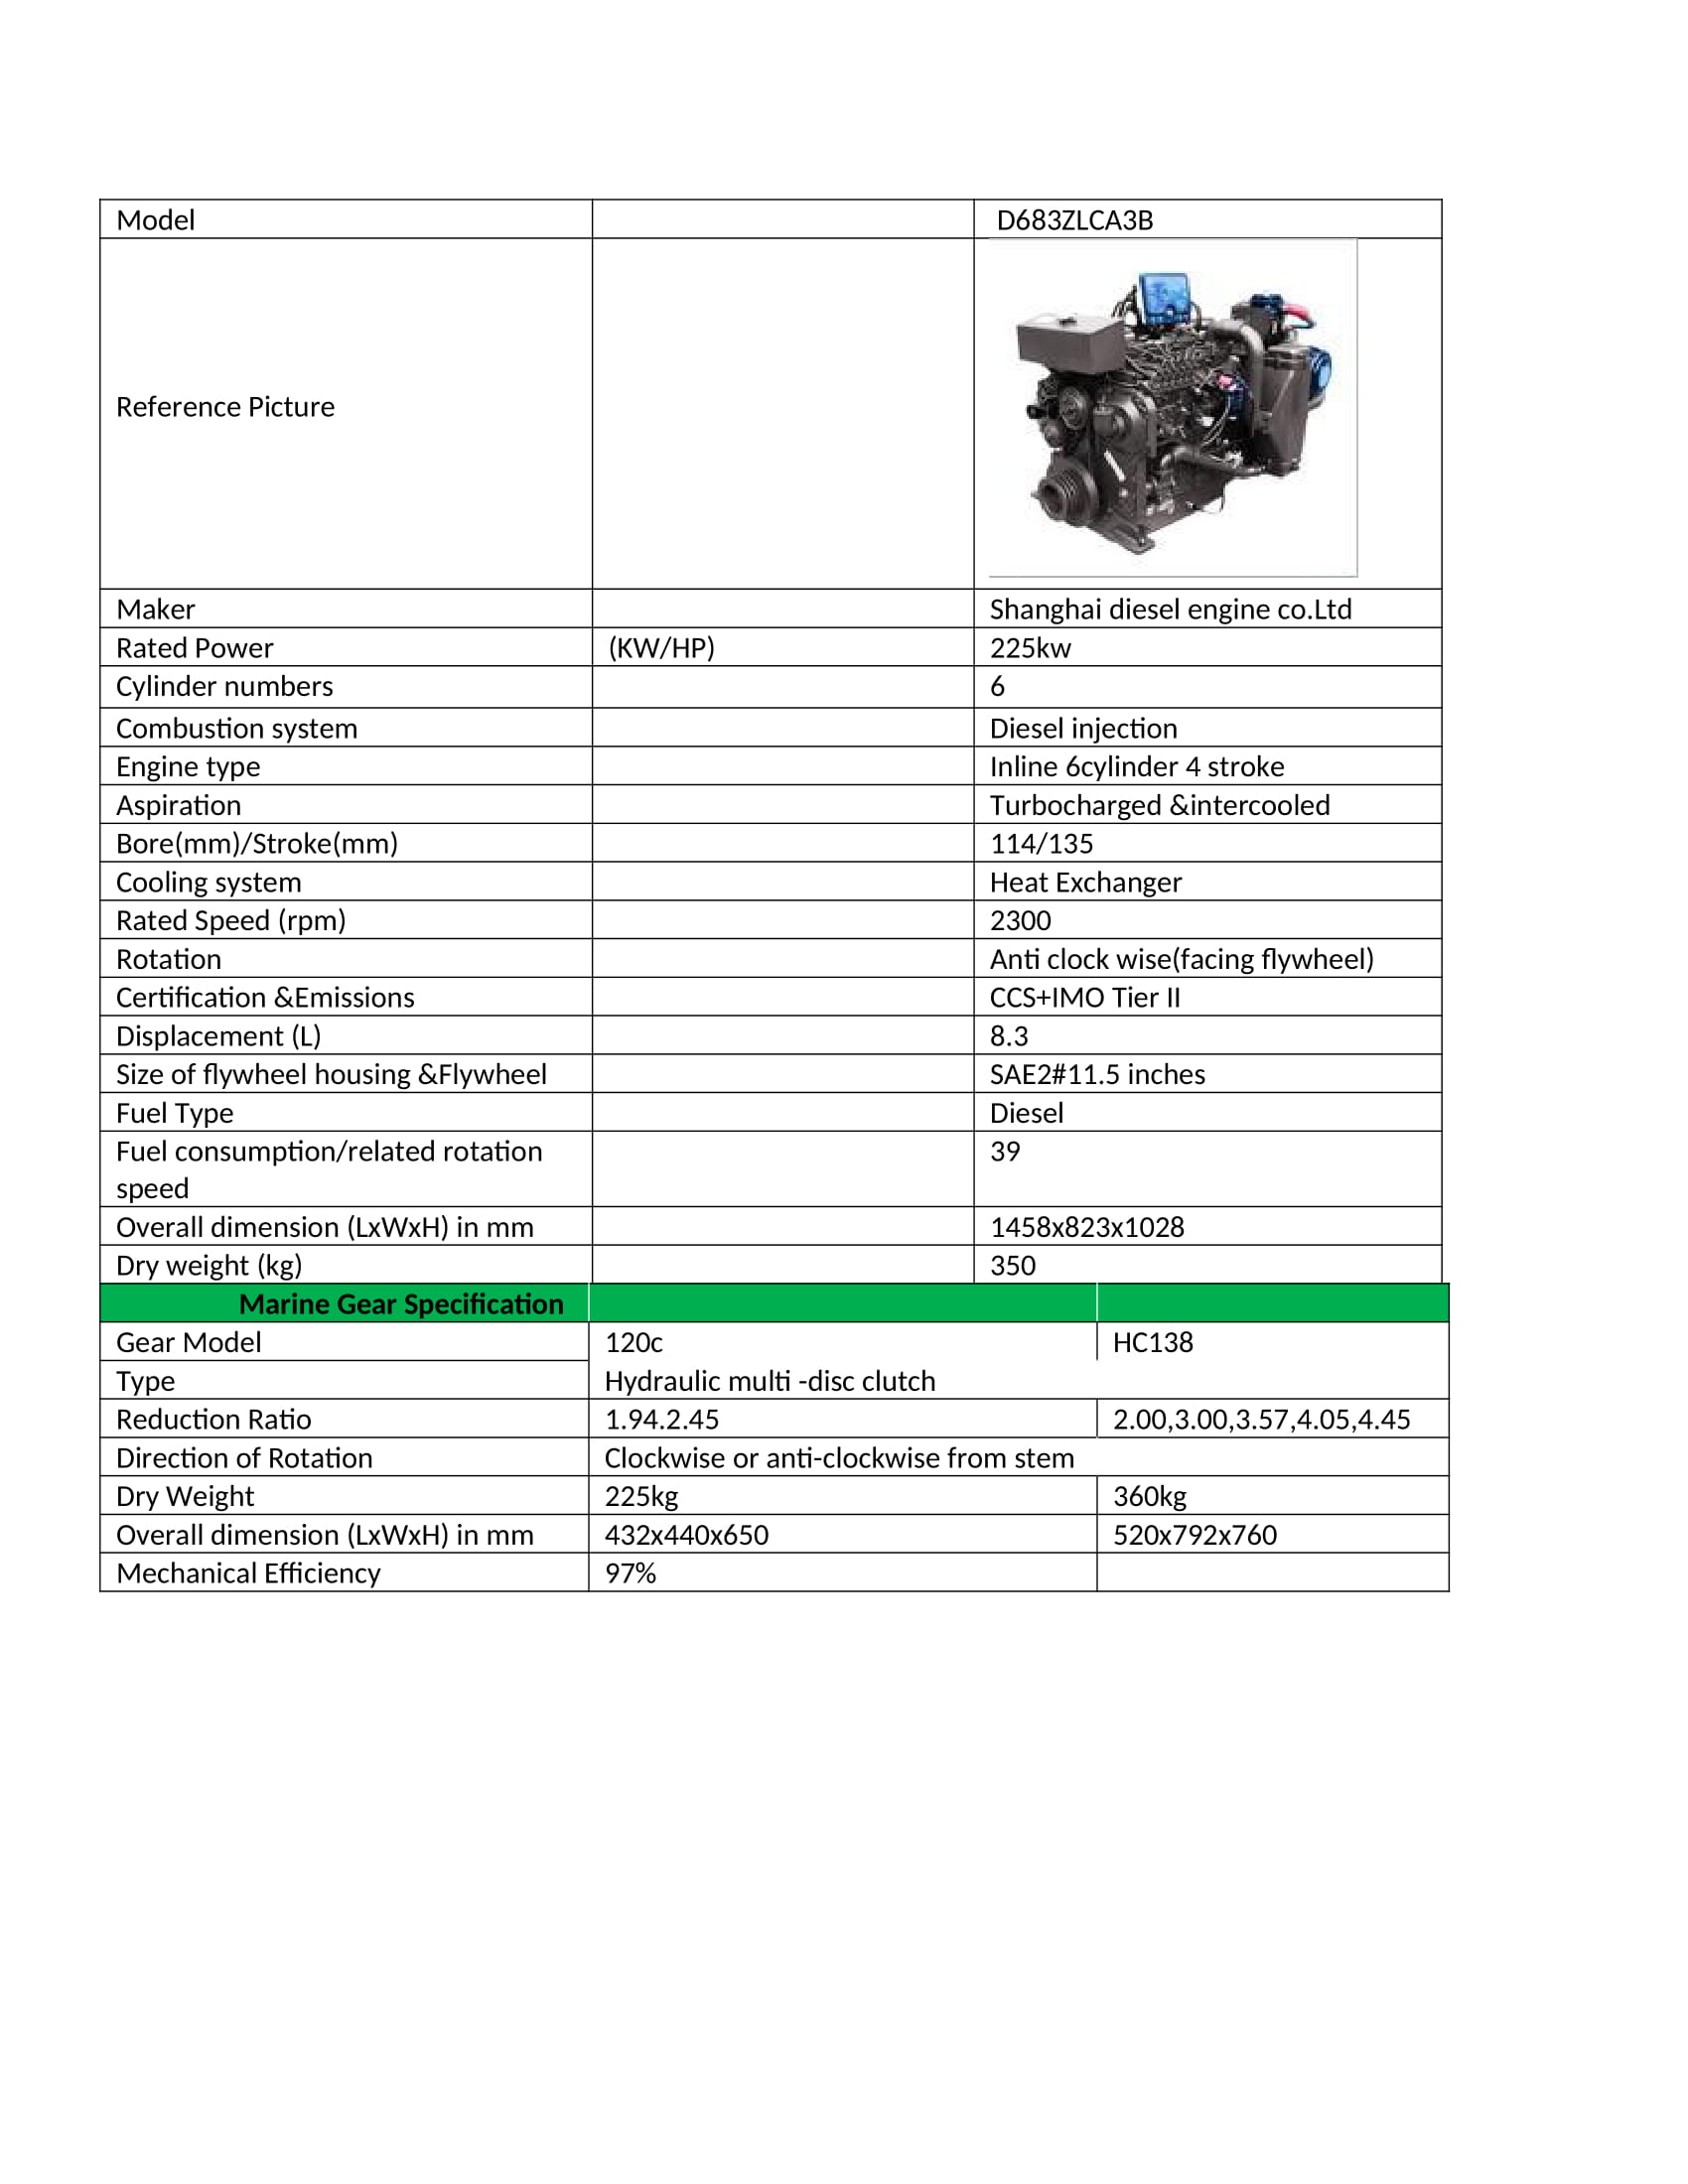 Model D683ZLCA3B
Reference Picture
Maker Shanghai diesel engine co.Ltd
Rated Power (KW/HP) 225kw
Cylinder numbers 6
Combustion system Diesel injection
Engine type Inline 6cylinder 4 stroke
Aspiration Turbocharged &intercooled
Bore(mm)/Stroke(mm) 114/135
Cooling system Heat Exchanger
Rated Speed (rpm) 2300
Rotation Anti clock wise(facing flywheel)
Certification &Emissions CCS+IMO Tier II
Displacement (L) 8.3
Size of flywheel housing &Flywheel SAE2#11.5 inches
Fuel Type Diesel
Fuel consumption/related rotation 39
speed
Overall dimension (LxWxH) in mm 1458x823x1028
Dry weight (kg) 350
Marine Gear Specification
Gear Model 120c HC138
Type Hydraulic multi -disc clutch
Reduction Ratio 1.94.2.45 2.00,3.00,3.57,4.05,4.45
Direction of Rotation Clockwise or anti-clockwise from stem
Dry Weight 225kg 360kg
Overall dimension (LxWxH) in mm 432x440x650 520x792x760
Mechanical Efficiency 97%